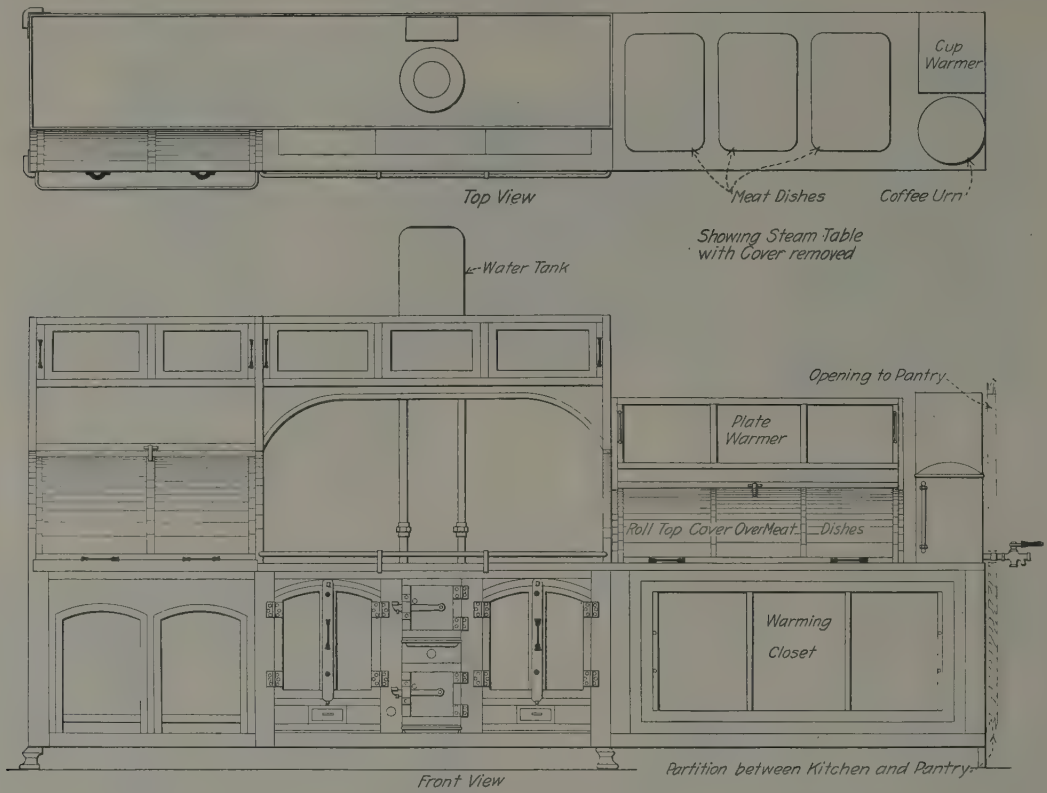 Cup
Warmer
Top View
Meat Dishes
Coffee Urn
Showing Steam Table
with Cover removed
Water Tank
Opening to Pantry
Plate
Warmer
Roll Top Cover Over Meat Dishes
Warming
Closet
Front View
Partition between Kitchen and Pantry